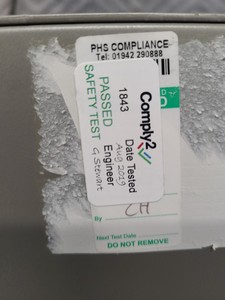 PHS COMPLIANCE
Tel: 01942 290888
Comply2
Date Tested
Aug 2019
Engineer
G. Stewart
1843
PASSED
SAFETY TEST
By CH
Next Test Date
DO NOT REMOVE